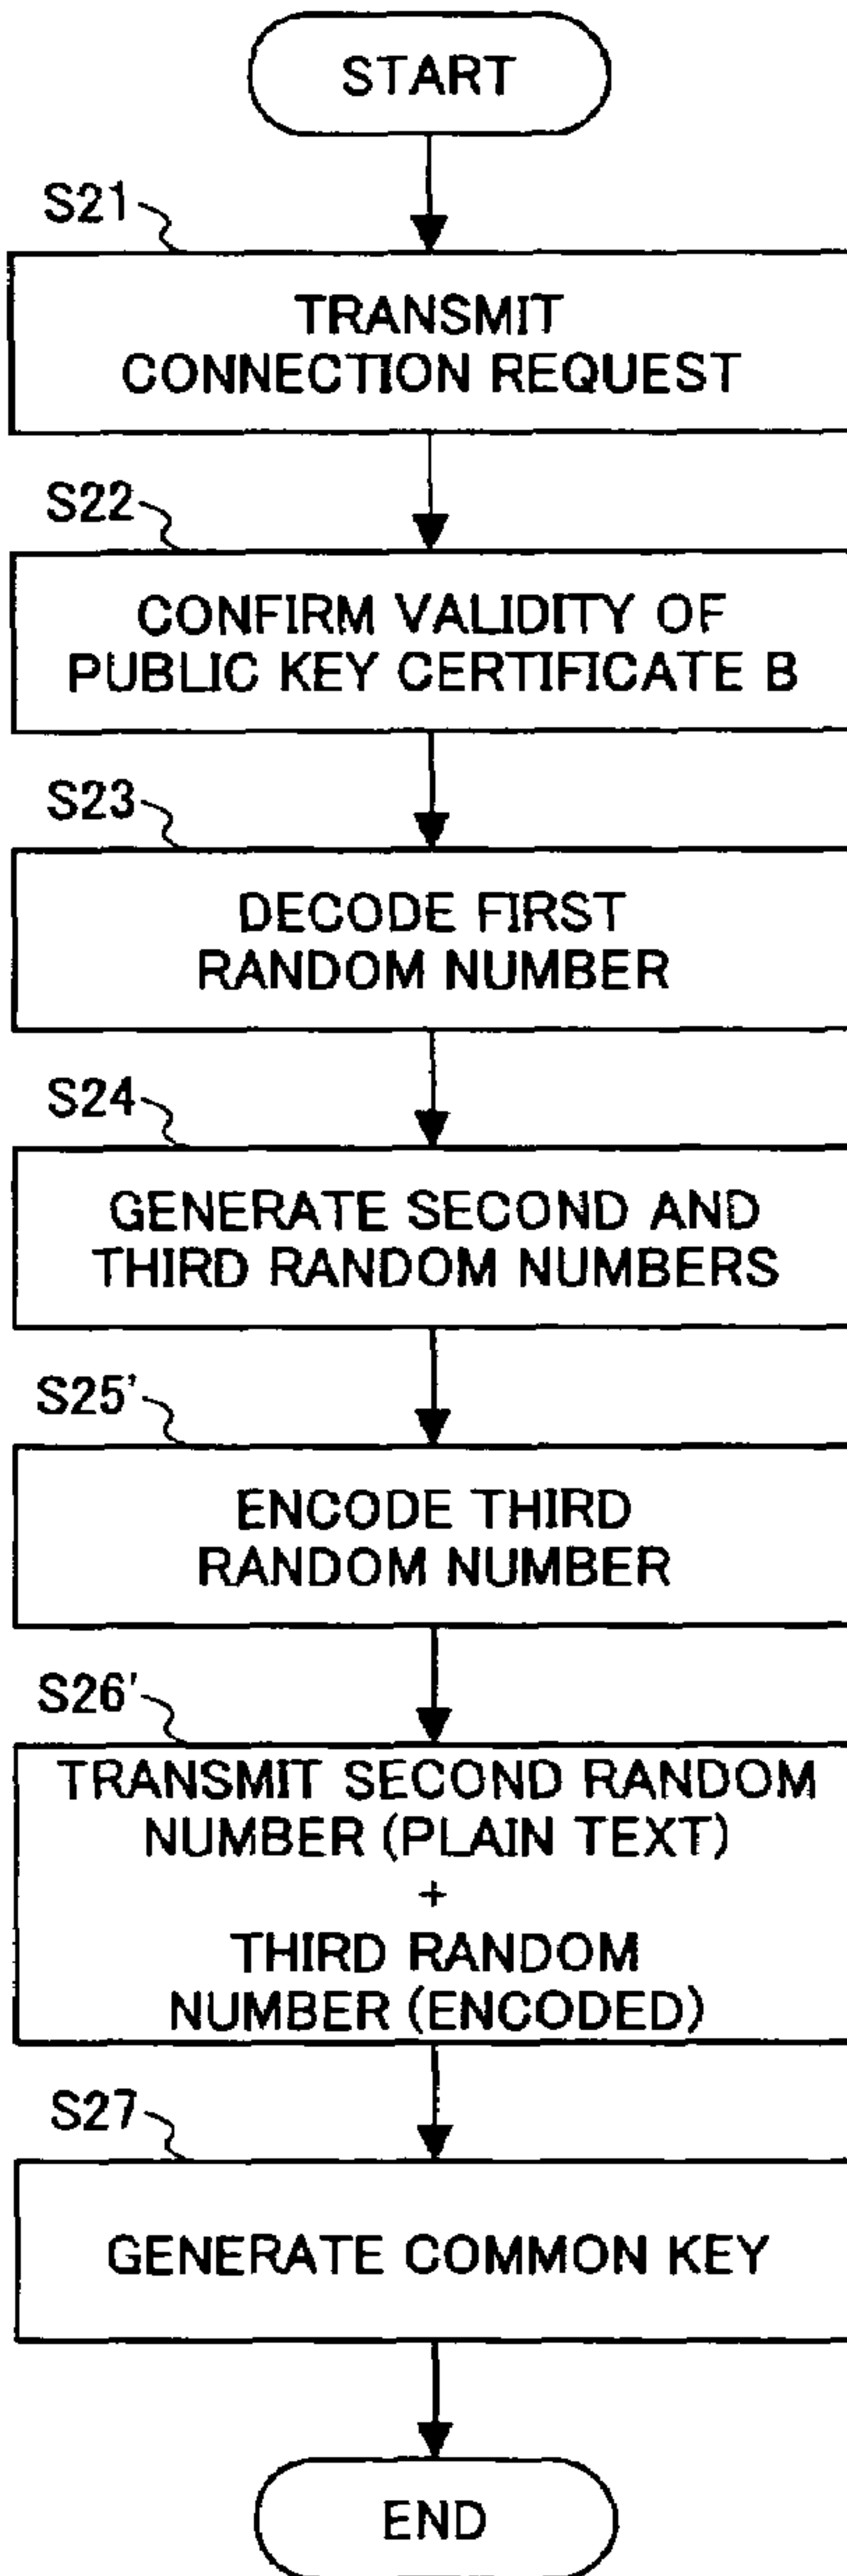 START
S21
TRANSMIT
CONNECTION REQUEST
S22
CONFIRM VALIDITY OF
PUBLIC KEY CERTIFICATE B
S23
DECODE FIRST
RANDOM NUMBER
S24
GENERATE SECOND AND
THIRD RANDOM NUMBERS
S25'
ENCODE THIRD
RANDOM NUMBER
S26'
TRANSMIT SECOND RANDOM
NUMBER (PLAIN TEXT)
+
THIRD RANDOM
NUMBER (ENCODED)
S27
GENERATE COMMON KEY
END